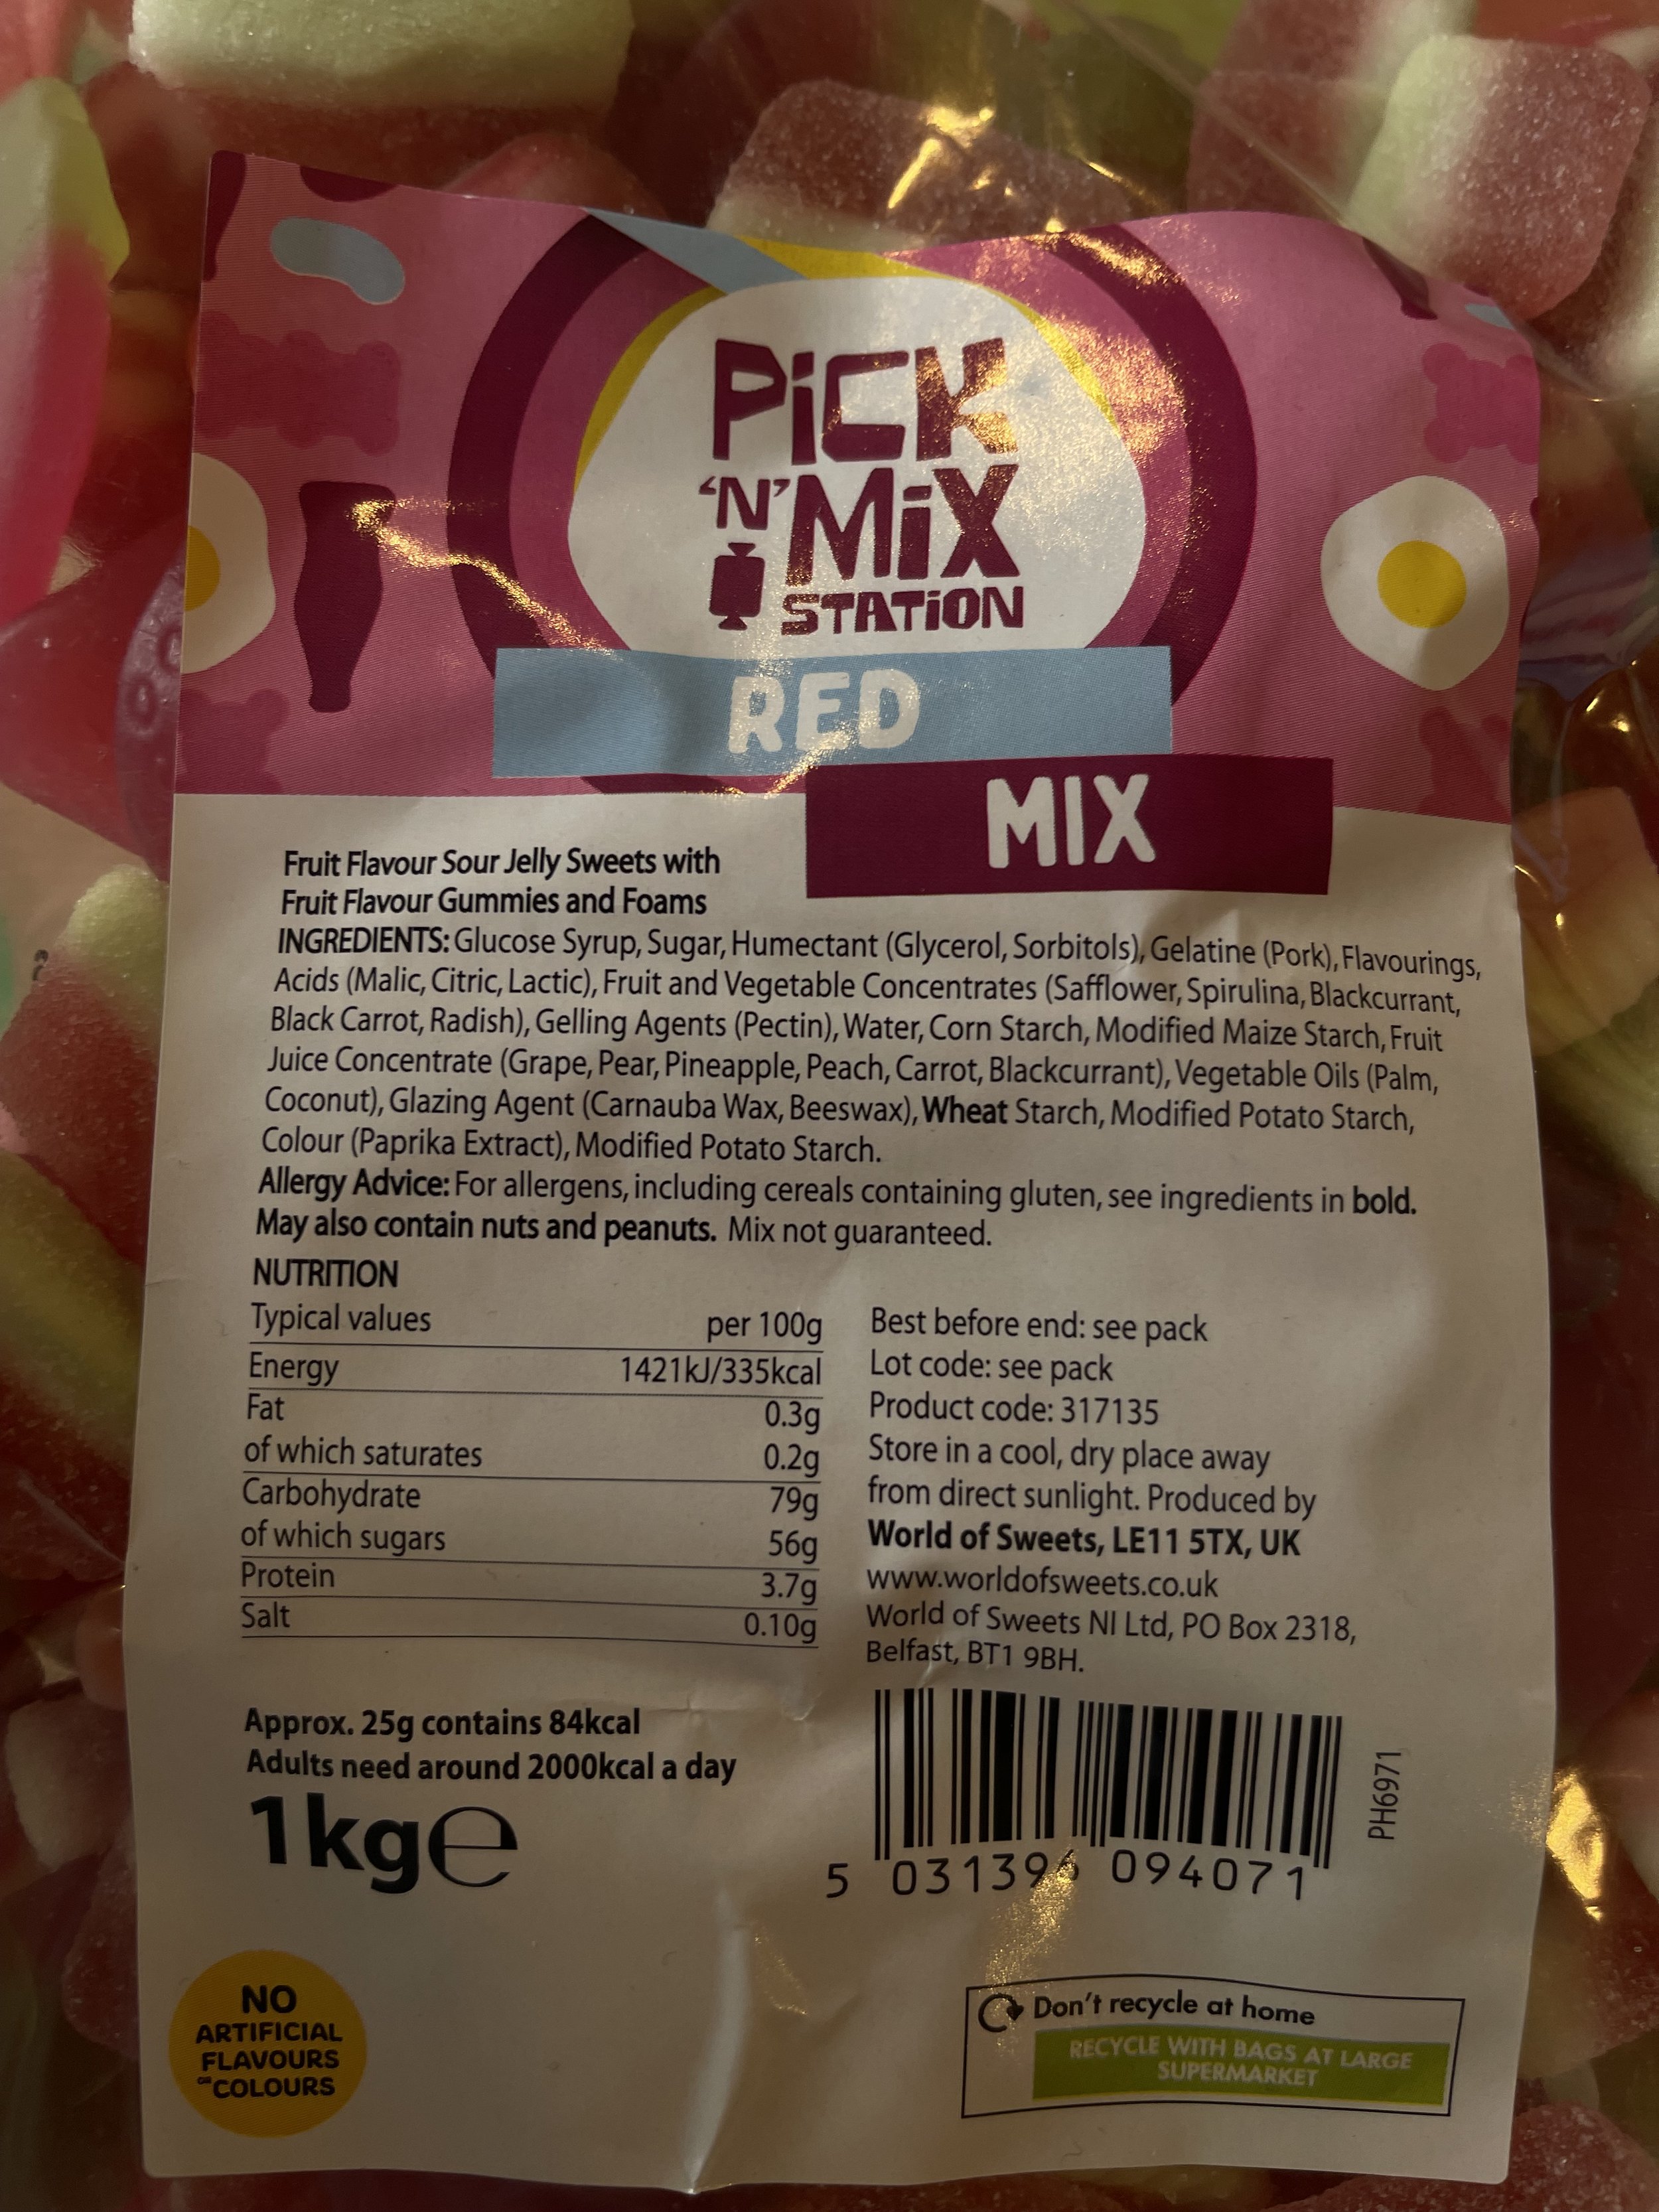 PiCK
'N' MiX
STATiON
RED
MIX
Fruit Flavour Sour Jelly Sweets with
Fruit Flavour Gummies and Foams
INGREDIENTS: Glucose Syrup, Sugar, Humectant (Glycerol, Sorbitols), Gelatine (Pork), Flavourings,
Acids (Malic, Citric, Lactic), Fruit and Vegetable Concentrates (Safflower, Spirulina, Blackcurrant,
Black Carrot, Radish), Gelling Agents (Pectin), Water, Corn Starch, Modified Maize Starch, Fruit
Juice Concentrate (Grape, Pear, Pineapple, Peach, Carrot, Blackcurrant), Vegetable Oils (Palm,
Coconut), Glazing Agent (Carnauba Wax, Beeswax), Wheat Starch, Modified Potato Starch,
Colour (Paprika Extract), Modified Potato Starch.
Allergy Advice: For allergens, including cereals containing gluten, see ingredients in bold.
May also contain nuts and peanuts. Mix not guaranteed.
NUTRITION
Typical values per 100g
Energy 1421kJ/335kcal
Fat 0.3g
of which saturates 0.2g
Carbohydrate 79g
of which sugars 56g
Protein 3.7g
Salt 0.10g
Best before end: see pack
Lot code: see pack
Product code: 317135
Store in a cool, dry place away
from direct sunlight. Produced by
World of Sweets, LE11 5TX, UK
www.worldofsweets.co.uk
World of Sweets NI Ltd, PO Box 2318,
Belfast, BT1 9BH.
Approx. 25g contains 84kcal
Adults need around 2000kcal a day
1kg℮
5 031396 094071
PH6971
NO
ARTIFICIAL
FLAVOURS
OR COLOURS
Don't recycle at home
RECYCLE WITH BAGS AT LARGE
SUPERMARKET